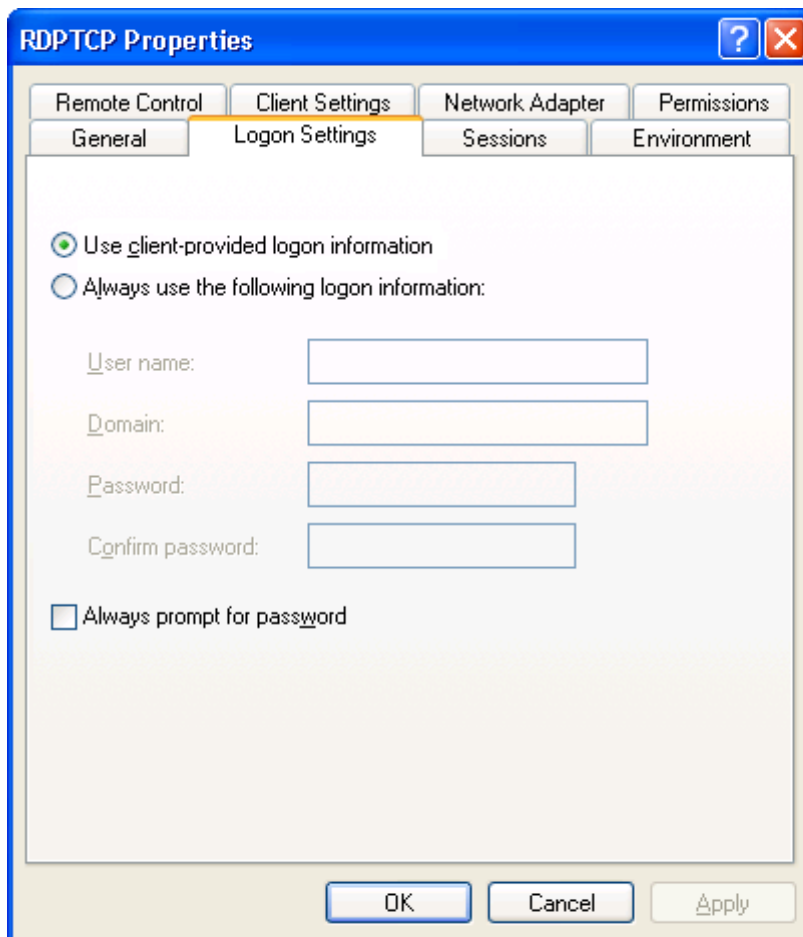 RDPTCP Properties
Remote Control Client Settings Network Adapter Permissions
General Logon Settings Sessions Environment
Use client-provided logon information
Always use the following logon information:
User name:
Domain:
Password:
Confirm password:
Always prompt for password
OK Cancel Apply